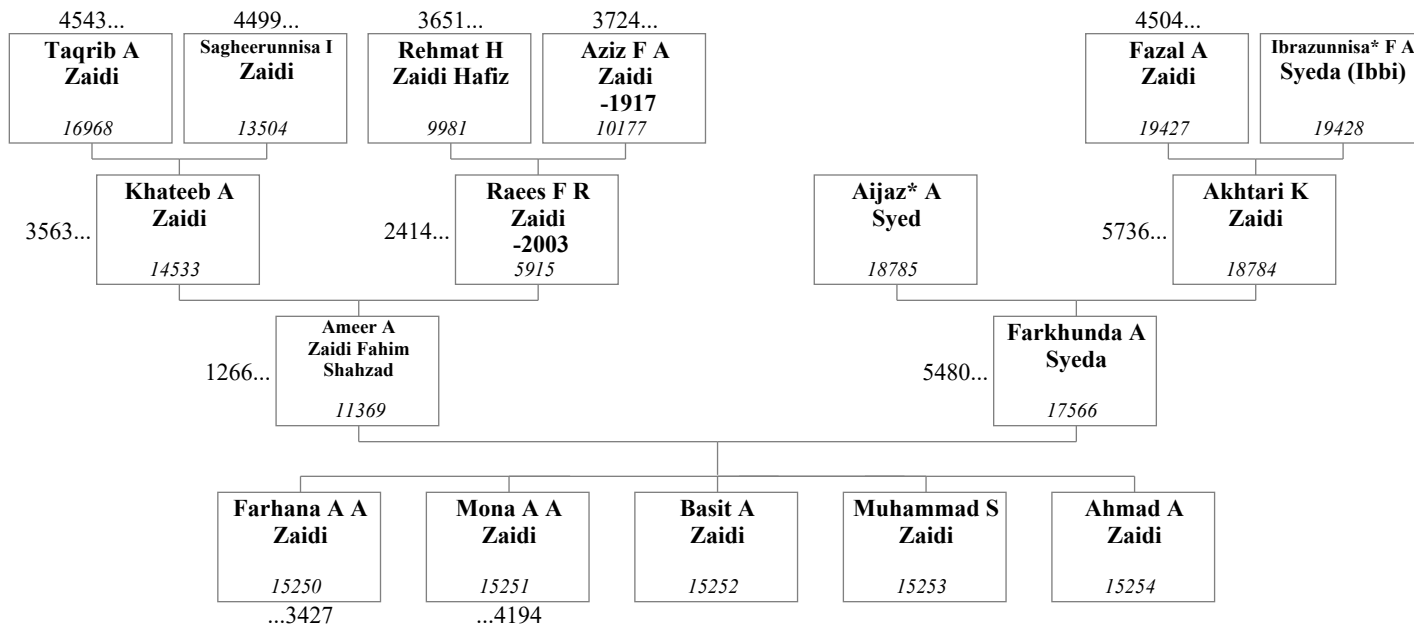 4543...
4499...
3651...
3724...
4504...
Taqrib A
Zaidi
16968
Sagheerunnisa I
Zaidi
13504
Rehmat H
Zaidi Hafiz
9981
Aziz F A
Zaidi
-1917
10177
Fazal A
Zaidi
19427
Ibrazunnisa* F A
Syeda (Ibbi)
19428
3563...
Khateeb A
Zaidi
14533
2414...
Raees F R
Zaidi
-2003
5915
Aijaz* A
Syed
18785
5736...
Akhtari K
Zaidi
18784
1266...
Ameer A
Zaidi Fahim
Shahzad
11369
5480...
Farkhunda A
Syeda
17566
Farhana A A
Zaidi
15250
...3427
Mona A A
Zaidi
15251
...4194
Basit A
Zaidi
15252
Muhammad S
Zaidi
15253
Ahmad A
Zaidi
15254